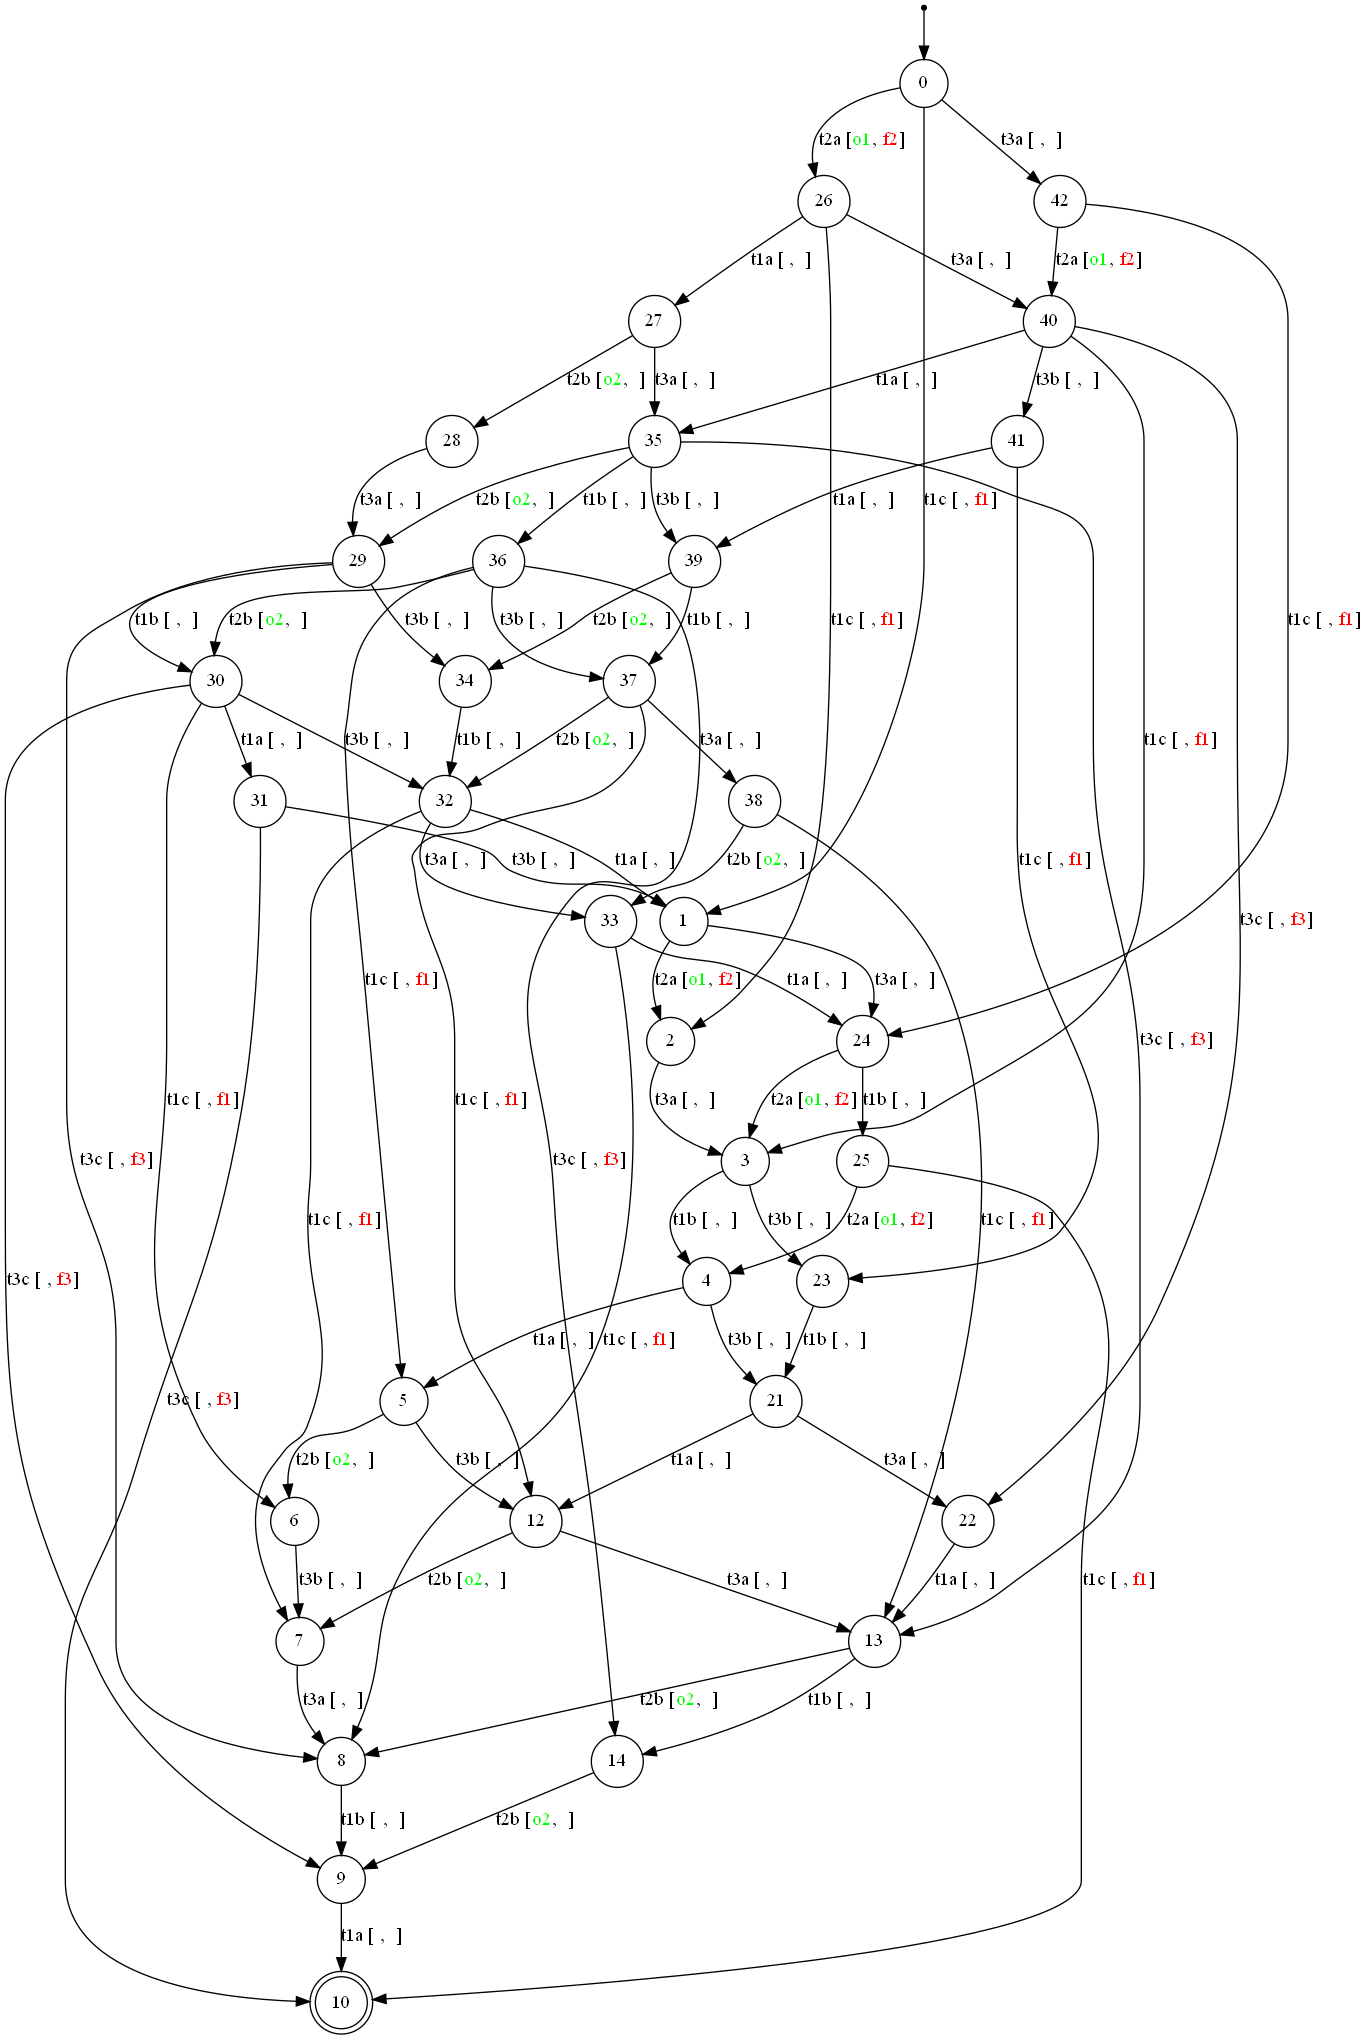 0
t2a [o1, f2]
t3a [ , ]
26
42
t1a [ , ]
t3a [ , ]
t2a [o1, f2]
27
40
t2b [o2, ]
t3a [ , ]
t1a [ , ]
t3b [ , ]
28
35
41
t3a [ , ]
t2b [o2, ]
t1b [ , ]
t3b [ , ]
t1a [ , ]
t1c [ , f1]
29
36
39
t1b [ , ]
t2b [o2, ]
t3b [ , ]
t3b [ , ]
t2b [o2, ]
t1b [ , ]
t1c [ , f1]
t1c [ , f1]
30
34
37
t1a [ , ]
t3b [ , ]
t1b [ , ]
t2b [o2, ]
t3a [ , ]
t1c [ , f1]
31
32
38
t3a [ , ]
t3b [ , ]
t1a [ , ]
t2b [o2, ]
t1c [ , f1]
33
1
t3c [ , f3]
t1c [ , f1]
t2a [o1, f2]
t1a [ , ]
t3a [ , ]
2
24
t3c [ , f3]
t1c [ , f1]
t1c [ , f1]
t3a [ , ]
t2a [o1, f2]
t1b [ , ]
t3c [ , f3]
t3c [ , f3]
3
25
t1c [ , f1]
t1b [ , ]
t3b [ , ]
t2a [o1, f2]
t1c [ , f1]
t3c [ , f3]
4
23
t1a [ , ]
t1c [ , f1]
t3b [ , ]
t1b [ , ]
t3c [ , f3]
5
21
t2b [o2, ]
t3b [ , ]
t1a [ , ]
t3a [ , ]
6
12
22
t3b [ , ]
t2b [o2, ]
t3a [ , ]
t1a [ , ]
t1c [ , f1]
7
13
t3a [ , ]
t2b [o2, ]
t1b [ , ]
8
14
t1b [ , ]
t2b [o2, ]
9
t1a [ , ]
10